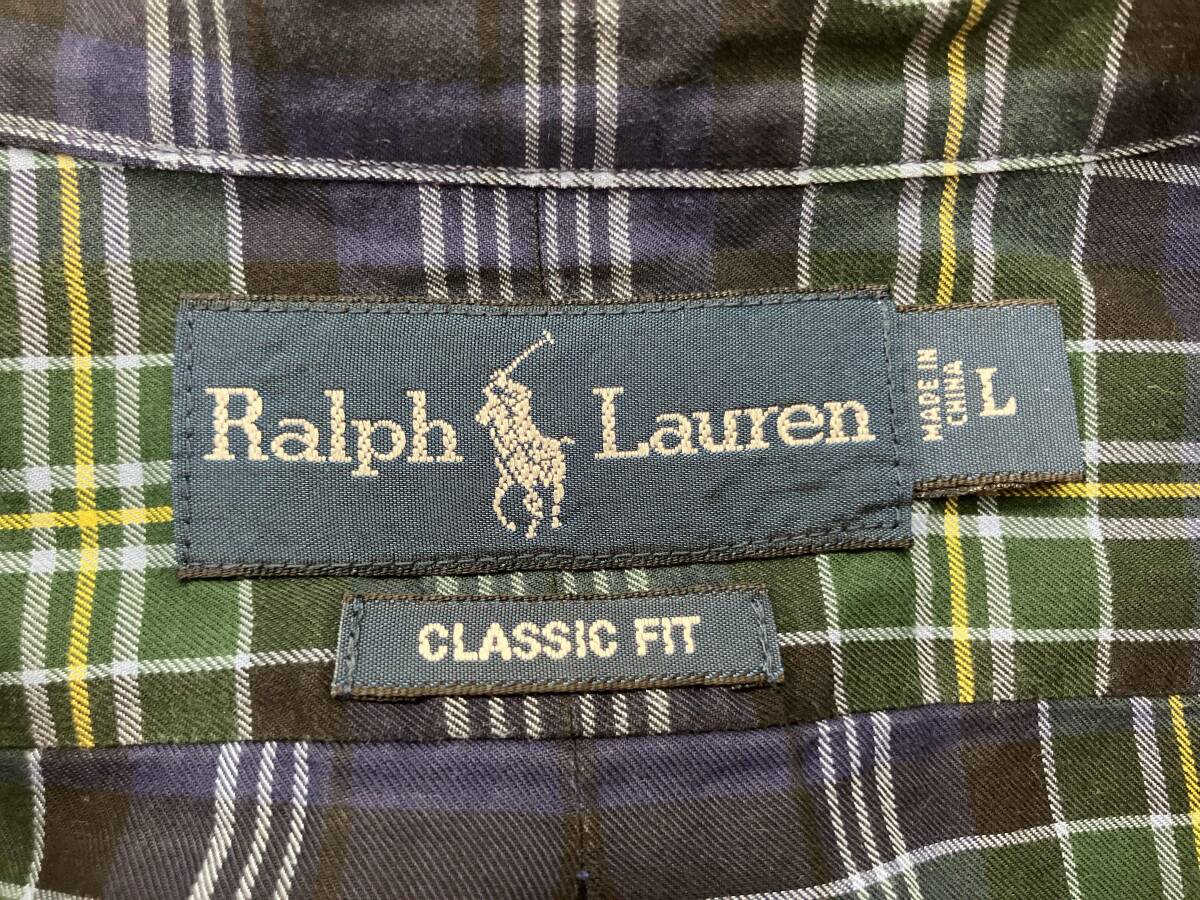 Ralph Lauren
MADE IN
CHINA
L
CLASSIC FIT